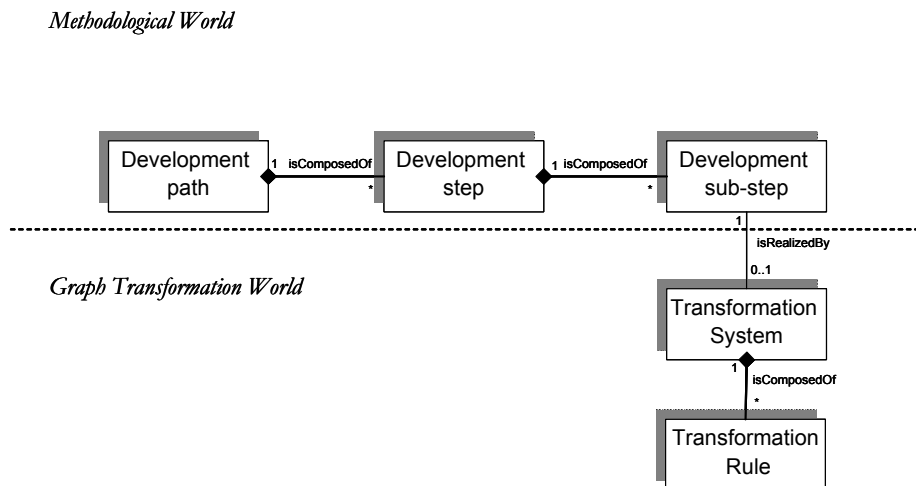 Methodological World
Development
path
1
isComposedOf
*
Development
step
1
isComposedOf
*
Development
sub-step
1
isRealizedBy
0..1
Graph Transformation World
Transformation
System
1
isComposedOf
*
Transformation
Rule